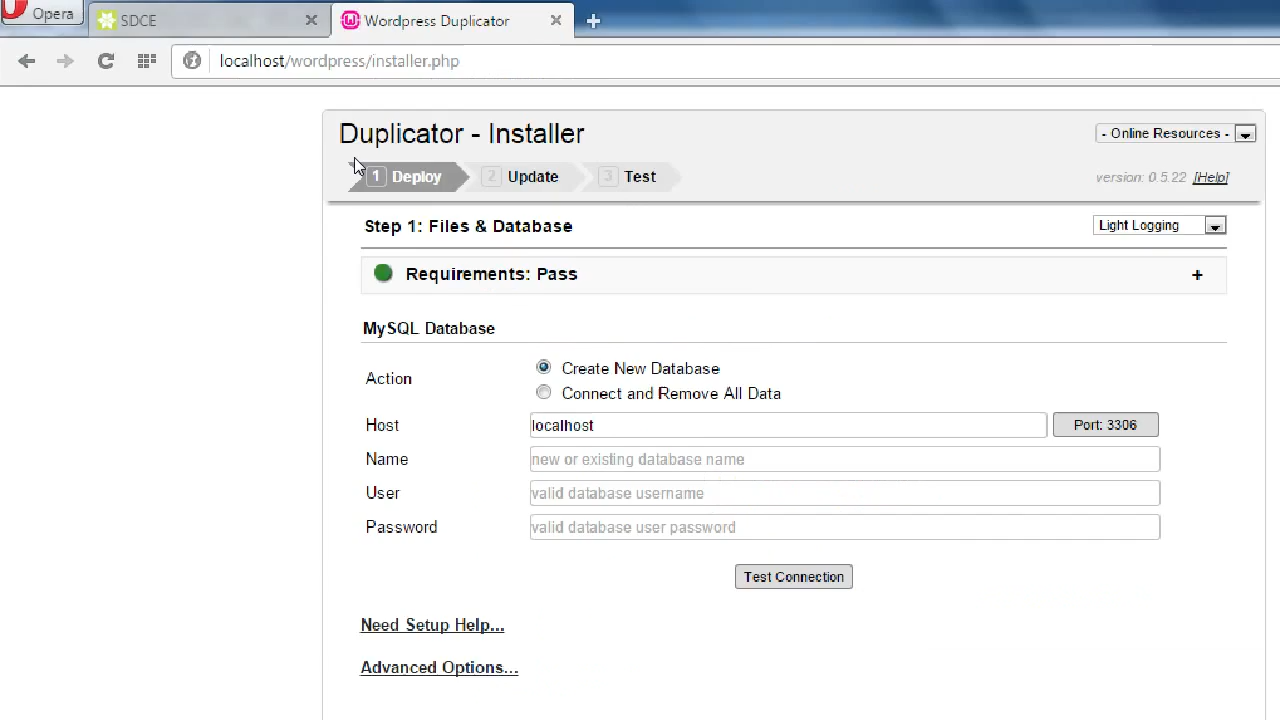 Opera
SDCE
Wordpress Duplicator
localhost/wordpress/installer.php
Duplicator - Installer
- Online Resources -
1 Deploy
2 Update
3 Test
version: 0.5.22 [Help]
Step 1: Files & Database
Light Logging
Requirements: Pass
+
MySQL Database
Action
Create New Database
Connect and Remove All Data
Host
localhost
Port: 3306
Name
new or existing database name
User
valid database username
Password
valid database user password
Test Connection
Need Setup Help...
Advanced Options...